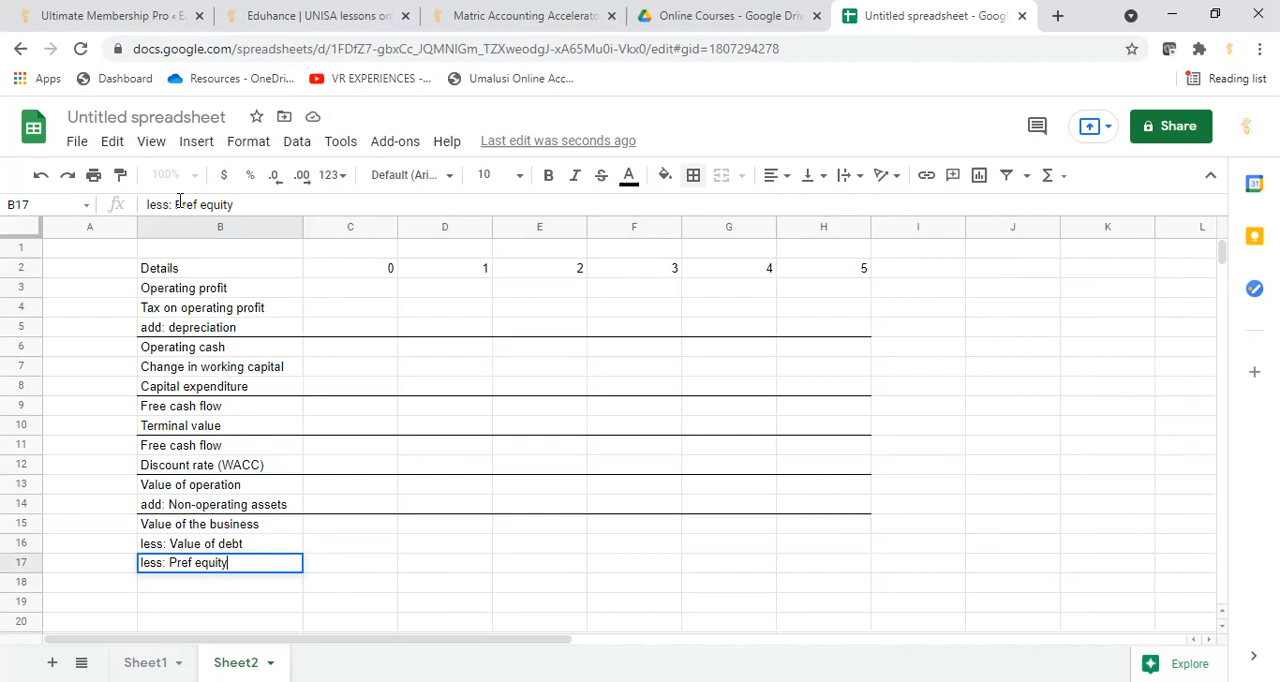 Ultimate Membership Pro ‹ E
Eduhance | UNISA lessons on
Matric Accounting Accelerato
Online Courses - Google Driv
Untitled spreadsheet - Goog
docs.google.com/spreadsheets/d/1FDfZ7-gbxCc_JQMNlGm_TZXweodgJ-xA65Mu0i-Vkx0/edit#gid=1807294278
Apps
Dashboard
Resources - OneDri...
VR EXPERIENCES -...
Umalusi Online Acc...
Reading list
Untitled spreadsheet
File Edit View Insert Format Data Tools Add-ons Help Last edit was seconds ago
Share
100% $ % .0 .00 123 Default (Ari... 10 B I S A
B17 fx less: Pref equity
A B C D E F G H I J K L
1
2 Details 0 1 2 3 4 5
3 Operating profit
4 Tax on operating profit
5 add: depreciation
6 Operating cash
7 Change in working capital
8 Capital expenditure
9 Free cash flow
10 Terminal value
11 Free cash flow
12 Discount rate (WACC)
13 Value of operation
14 add: Non-operating assets
15 Value of the business
16 less: Value of debt
17 less: Pref equity
18
19
20
Sheet1 Sheet2 Explore